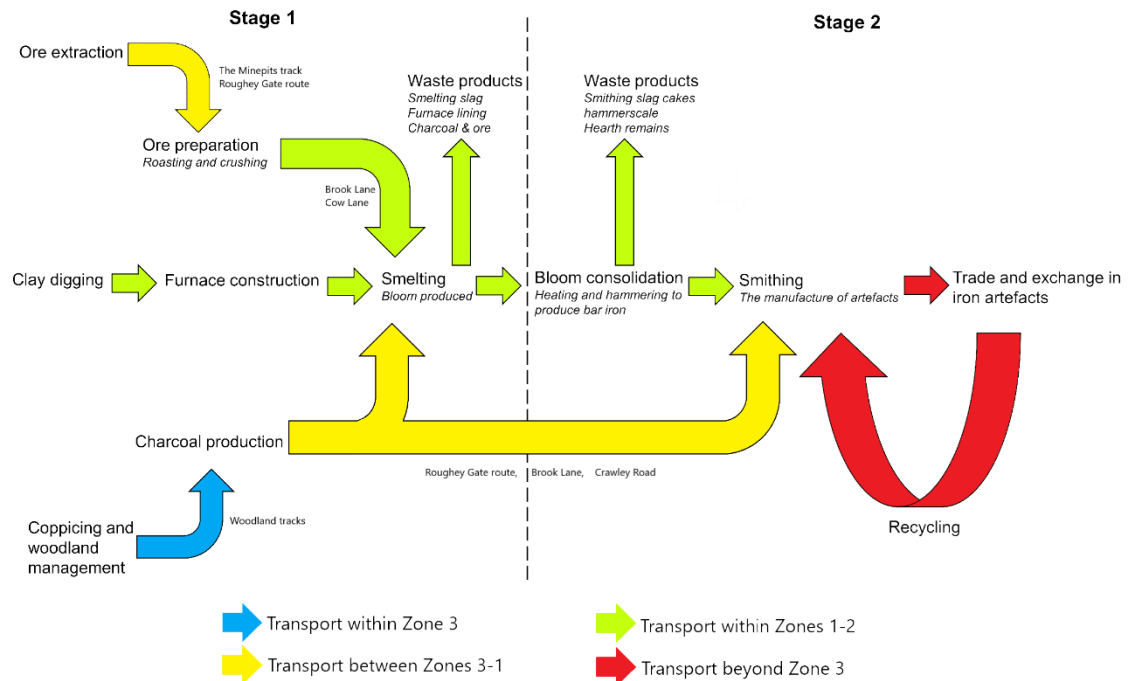 Stage 1
Stage 2
Ore extraction
The Minepits track
Roughey Gate route
Ore preparation
Roasting and crushing
Waste products
Smelting slag
Furnace lining
Charcoal & ore
Waste products
Smithing slag cakes
hammerscale
Hearth remains
Brook Lane
Cow Lane
Clay digging
Furnace construction
Smelting
Bloom produced
Bloom consolidation
Heating and hammering to
produce bar iron
Smithing
The manufacture of artefacts
Trade and exchange in
iron artefacts
Charcoal production
Roughey Gate route, Brook Lane, Crawley Road
Woodland tracks
Coppicing and
woodland
management
Recycling
Transport within Zone 3
Transport within Zones 1-2
Transport between Zones 3-1
Transport beyond Zone 3